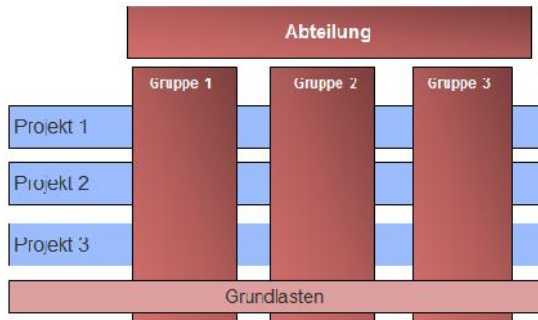 Abteilung
Gruppe 1 Gruppe 2 Gruppe 3
Projekt 1
Projekt 2
Projekt 3
Grundlasten